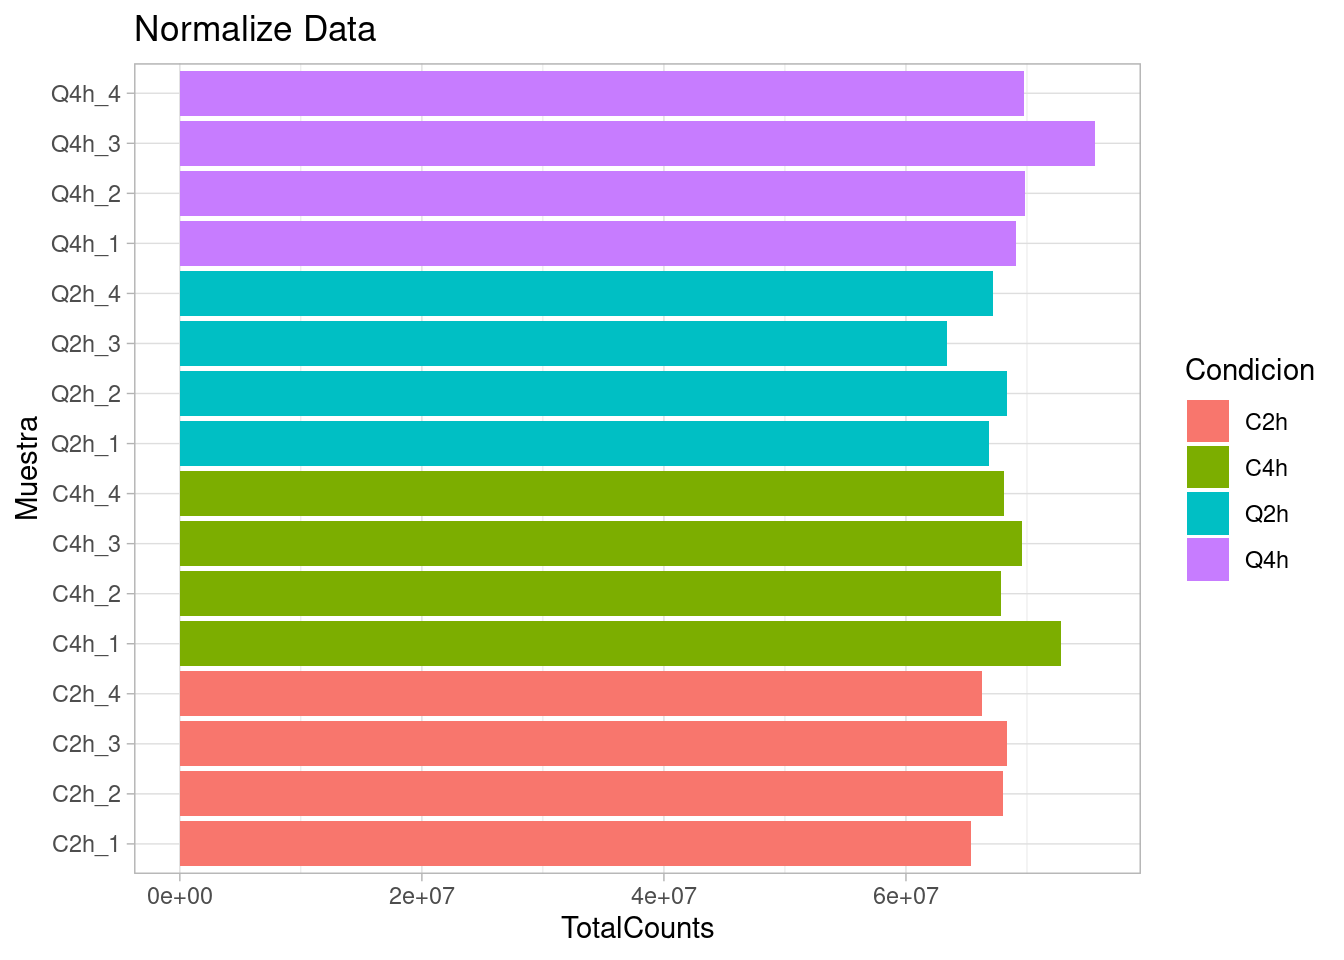 Normalize Data
Q4h_4
Q4h_3
Q4h_2
Q4h_1
Q2h_4
Q2h_3
Q2h_2
Q2h_1
C4h_4
C4h_3
C4h_2
C4h_1
C2h_4
C2h_3
C2h_2
C2h_1
Muestra
0e+00 2e+07 4e+07 6e+07
TotalCounts
Condicion
C2h
C4h
Q2h
Q4h